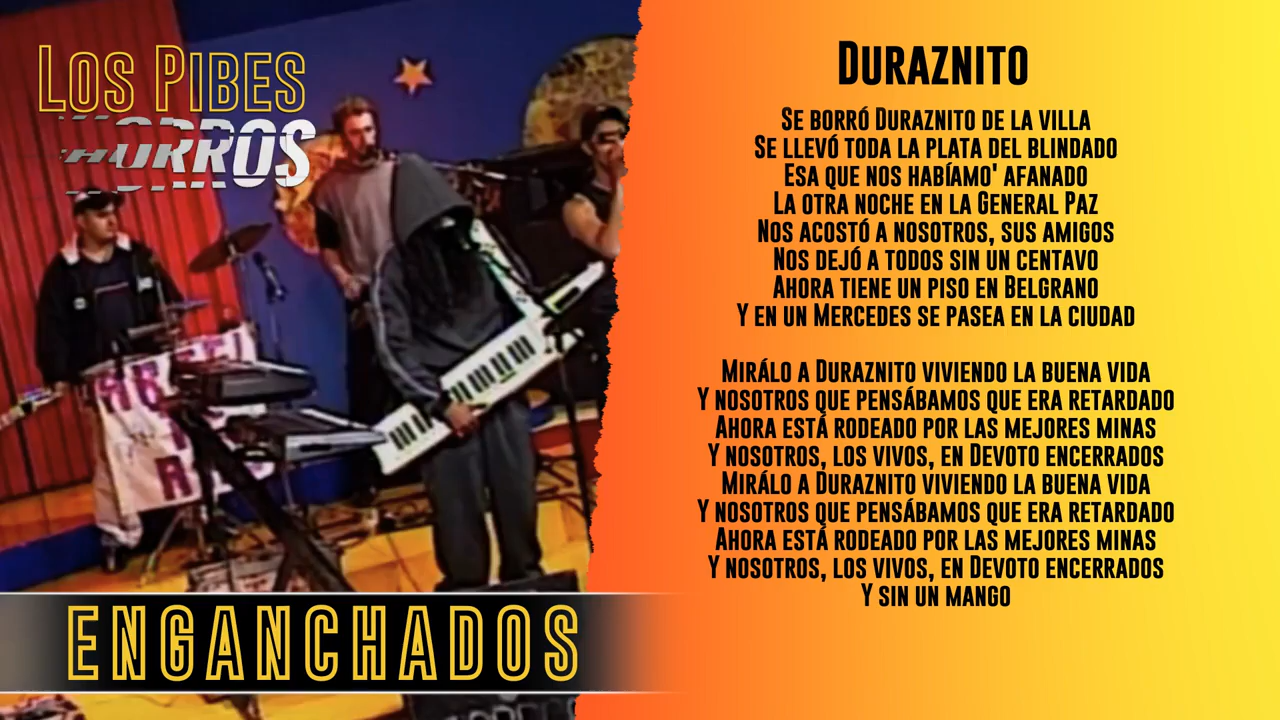 Los Pibes
Chorros
Duraznito
Se borró Duraznito de la villa
Se llevó toda la plata del blindado
Esa que nos habíamo' afanado
La otra noche en la General Paz
Nos acostó a nosotros, sus amigos
Nos dejó a todos sin un centavo
Ahora tiene un piso en Belgrano
Y en un Mercedes se pasea en la ciudad
Mirálo a Duraznito viviendo la buena vida
Y nosotros que pensábamos que era retardado
Ahora está rodeado por las mejores minas
Y nosotros, los vivos, en Devoto encerrados
Mirálo a Duraznito viviendo la buena vida
Y nosotros que pensábamos que era retardado
Ahora está rodeado por las mejores minas
Y nosotros, los vivos, en Devoto encerrados
Y sin un mango
ENGANCHADOS